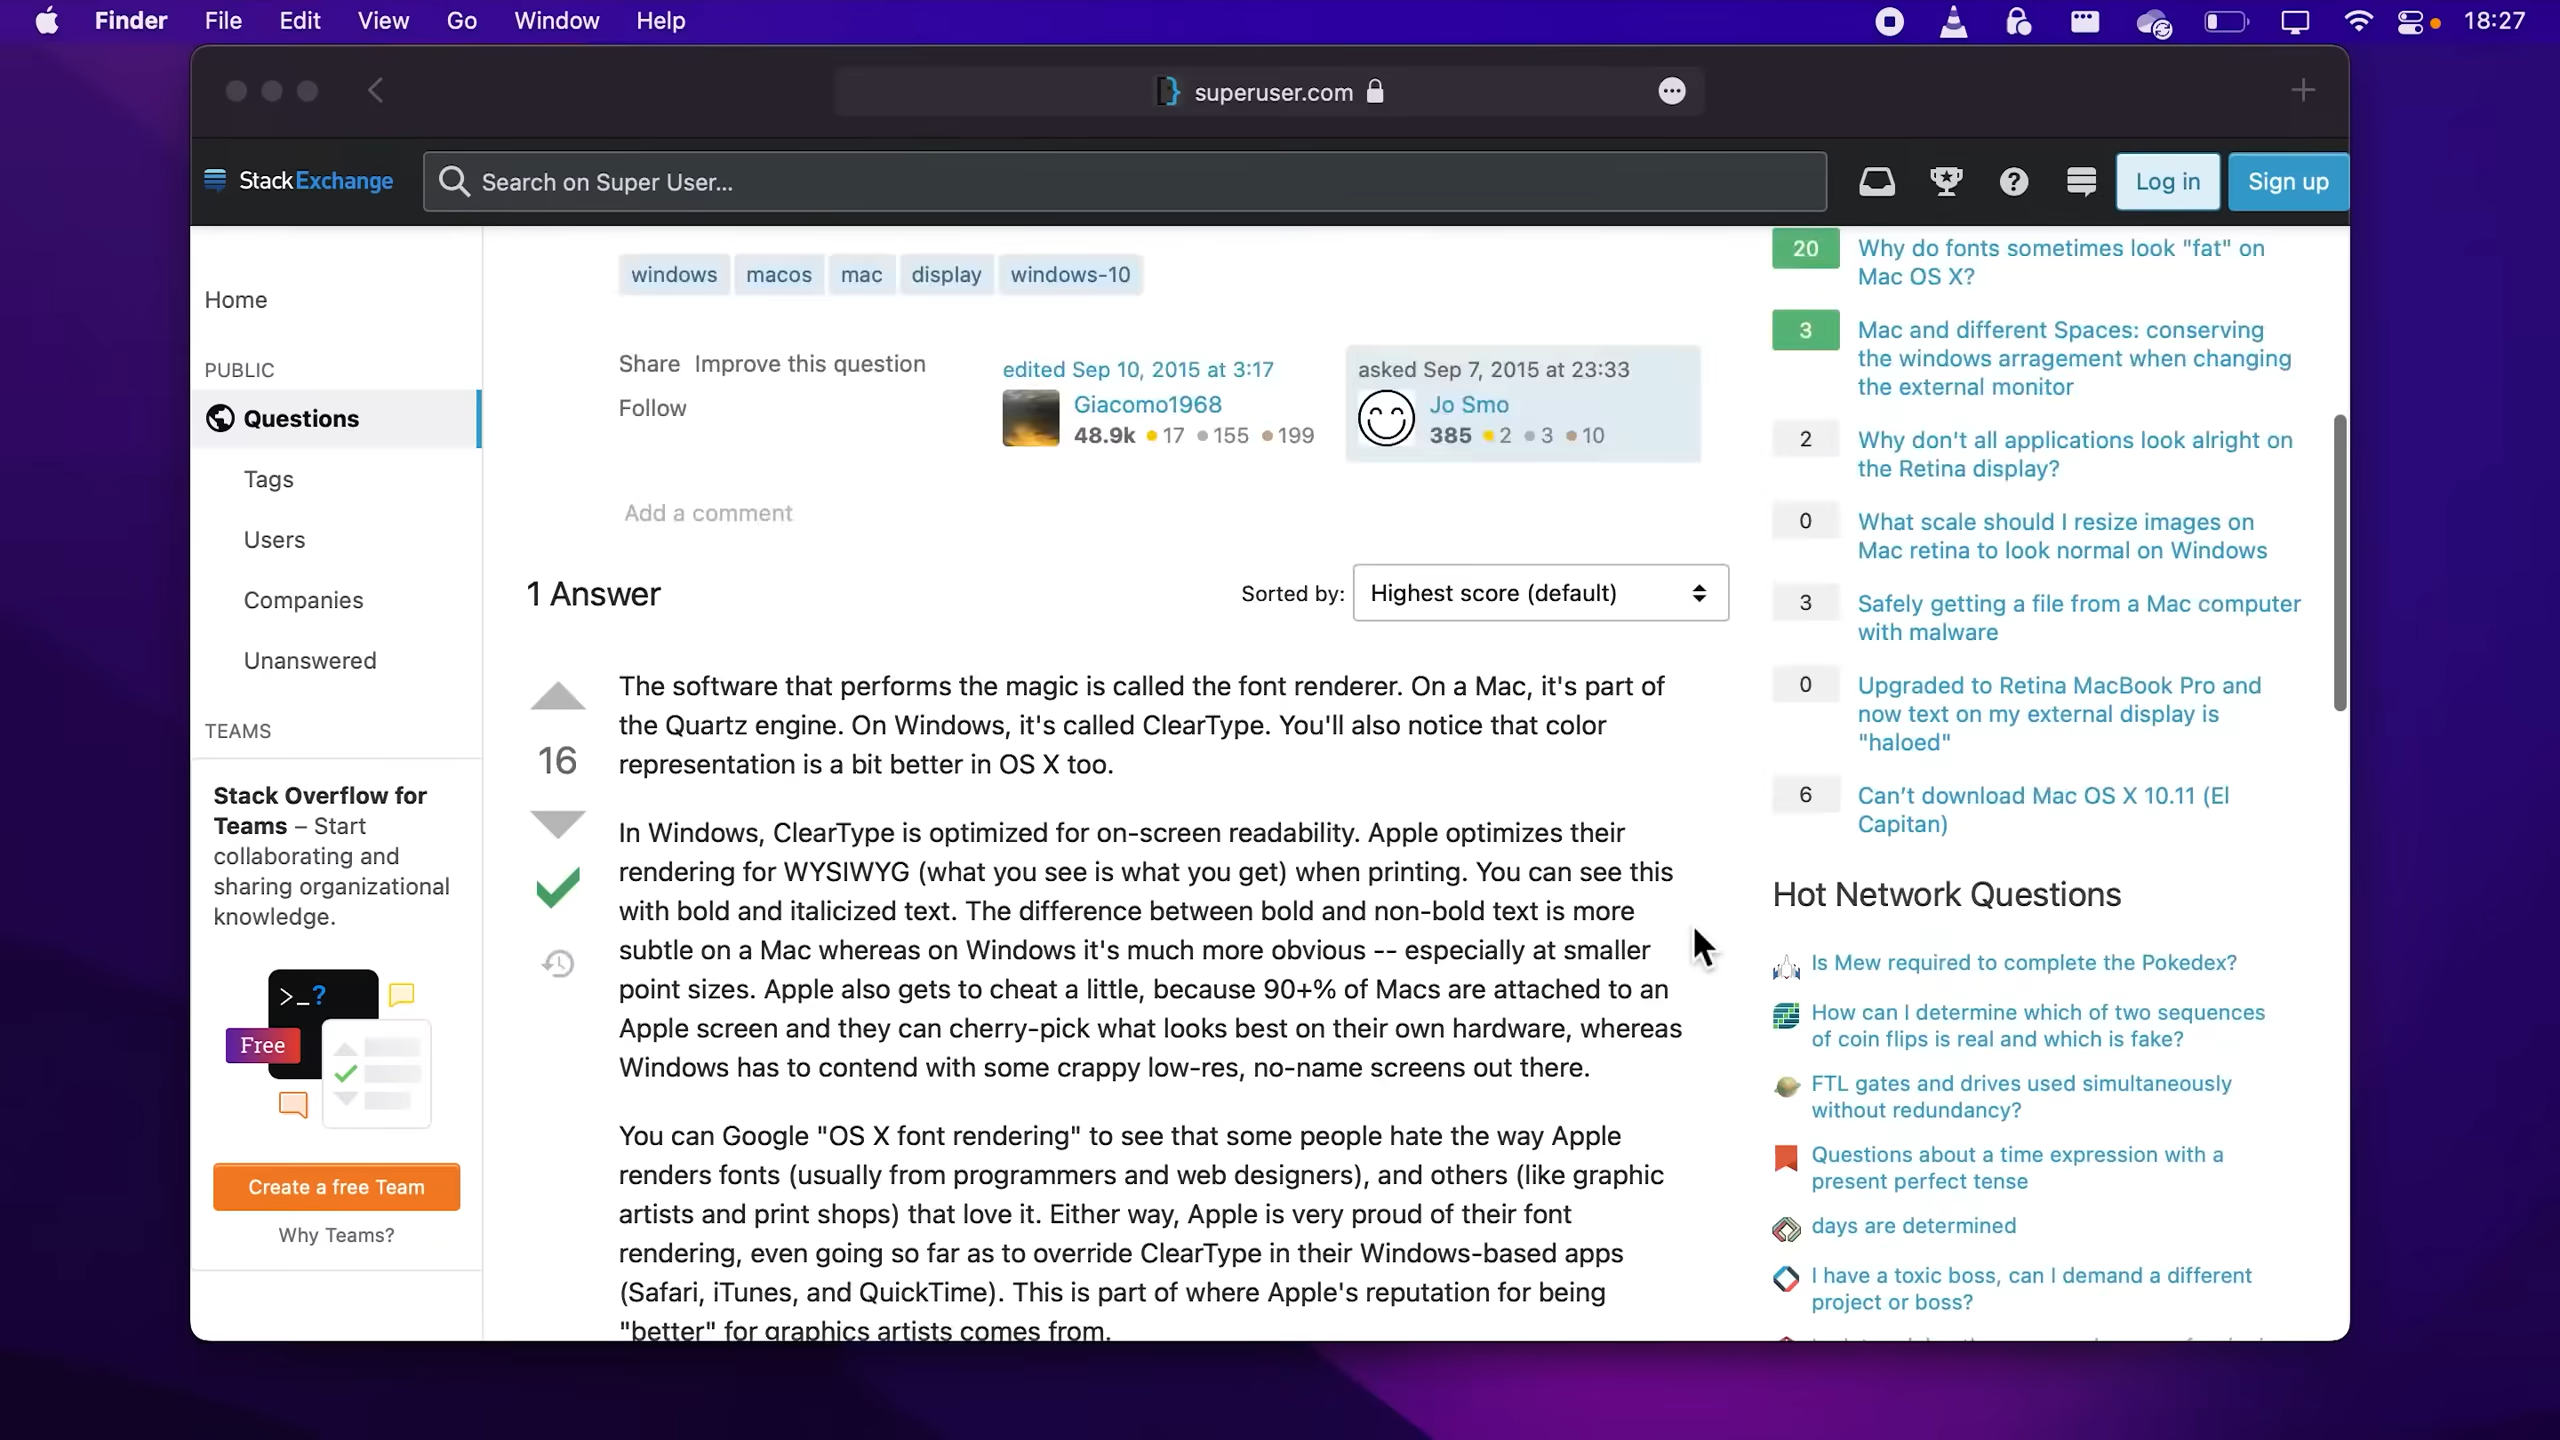 Finder File Edit View Go Window Help
18:27
superuser.com
StackExchange
Search on Super User...
Log in
Sign up
Home
PUBLIC
Questions
Tags
Users
Companies
Unanswered
TEAMS
Stack Overflow for
Teams – Start
collaborating and
sharing organizational
knowledge.
>_?
Free
Create a free Team
Why Teams?
windows macos mac display windows-10
Share Improve this question
Follow
edited Sep 10, 2015 at 3:17
Giacomo1968
48.9k 17 155 199
asked Sep 7, 2015 at 23:33
Jo Smo
385 2 3 10
Add a comment
1 Answer
Sorted by: Highest score (default)
16
The software that performs the magic is called the font renderer. On a Mac, it's part of
the Quartz engine. On Windows, it's called ClearType. You'll also notice that color
representation is a bit better in OS X too.
In Windows, ClearType is optimized for on-screen readability. Apple optimizes their
rendering for WYSIWYG (what you see is what you get) when printing. You can see this
with bold and italicized text. The difference between bold and non-bold text is more
subtle on a Mac whereas on Windows it's much more obvious -- especially at smaller
point sizes. Apple also gets to cheat a little, because 90+% of Macs are attached to an
Apple screen and they can cherry-pick what looks best on their own hardware, whereas
Windows has to contend with some crappy low-res, no-name screens out there.
You can Google "OS X font rendering" to see that some people hate the way Apple
renders fonts (usually from programmers and web designers), and others (like graphic
artists and print shops) that love it. Either way, Apple is very proud of their font
rendering, even going so far as to override ClearType in their Windows-based apps
(Safari, iTunes, and QuickTime). This is part of where Apple's reputation for being
"better" for graphics artists comes from.
20 Why do fonts sometimes look "fat" on
Mac OS X?
3 Mac and different Spaces: conserving
the windows arragement when changing
the external monitor
2 Why don't all applications look alright on
the Retina display?
0 What scale should I resize images on
Mac retina to look normal on Windows
3 Safely getting a file from a Mac computer
with malware
0 Upgraded to Retina MacBook Pro and
now text on my external display is
"haloed"
6 Can't download Mac OS X 10.11 (El
Capitan)
Hot Network Questions
Is Mew required to complete the Pokedex?
How can I determine which of two sequences
of coin flips is real and which is fake?
FTL gates and drives used simultaneously
without redundancy?
Questions about a time expression with a
present perfect tense
days are determined
I have a toxic boss, can I demand a different
project or boss?